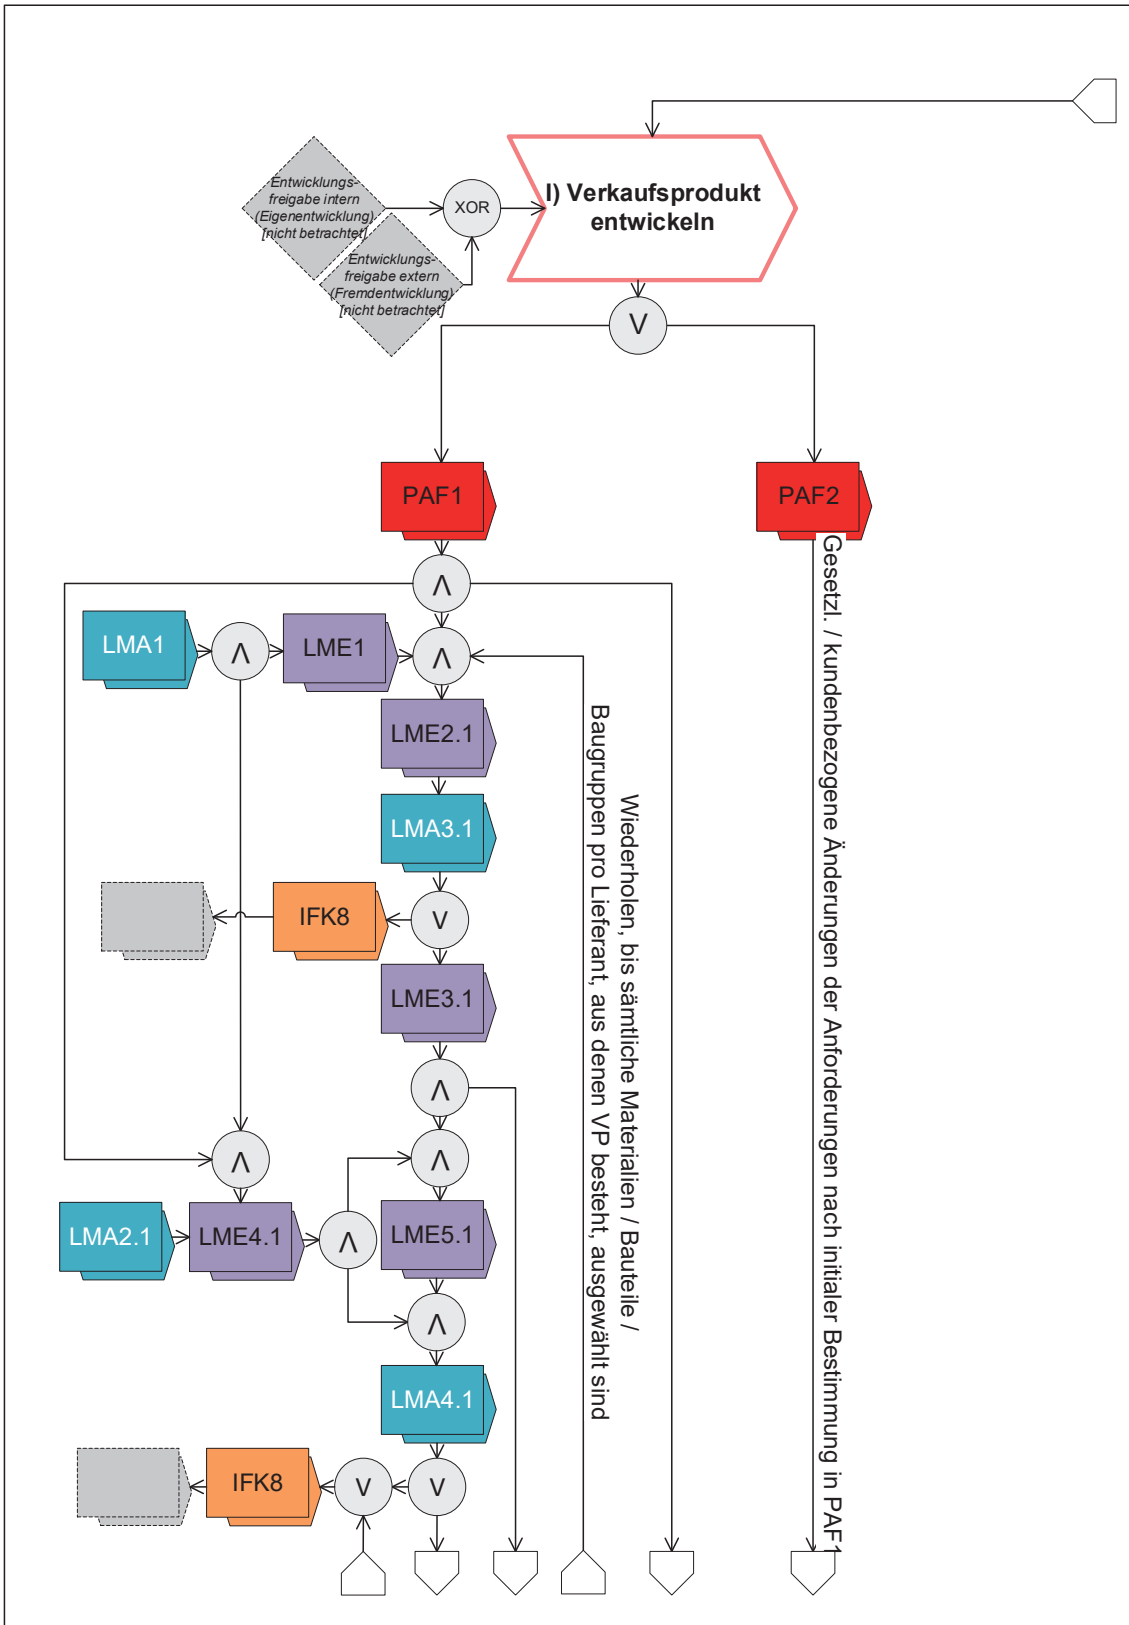 Entwicklungs-
freigabe intern
(Eigenentwicklung)
[nicht betrachtet]
XOR
I) Verkaufsprodukt
entwickeln
Entwicklungs-
freigabe extern
(Fremdentwicklung)
[nicht betrachtet]
V
PAF1
PAF2
Λ
LMA1
Λ
LME1
Λ
LME2.1
LMA3.1
IFK8
V
LME3.1
Λ
Λ
Λ
LMA2.1
LME4.1
Λ
LME5.1
Λ
LMA4.1
IFK8
V
V
Wiederholen, bis sämtliche Materialien / Bauteile /
Baugruppen pro Lieferant, aus denen VP besteht, ausgewählt sind
Gesetzl. / kundenbezogene Änderungen der Anforderungen nach initialer Bestimmung in PAF1